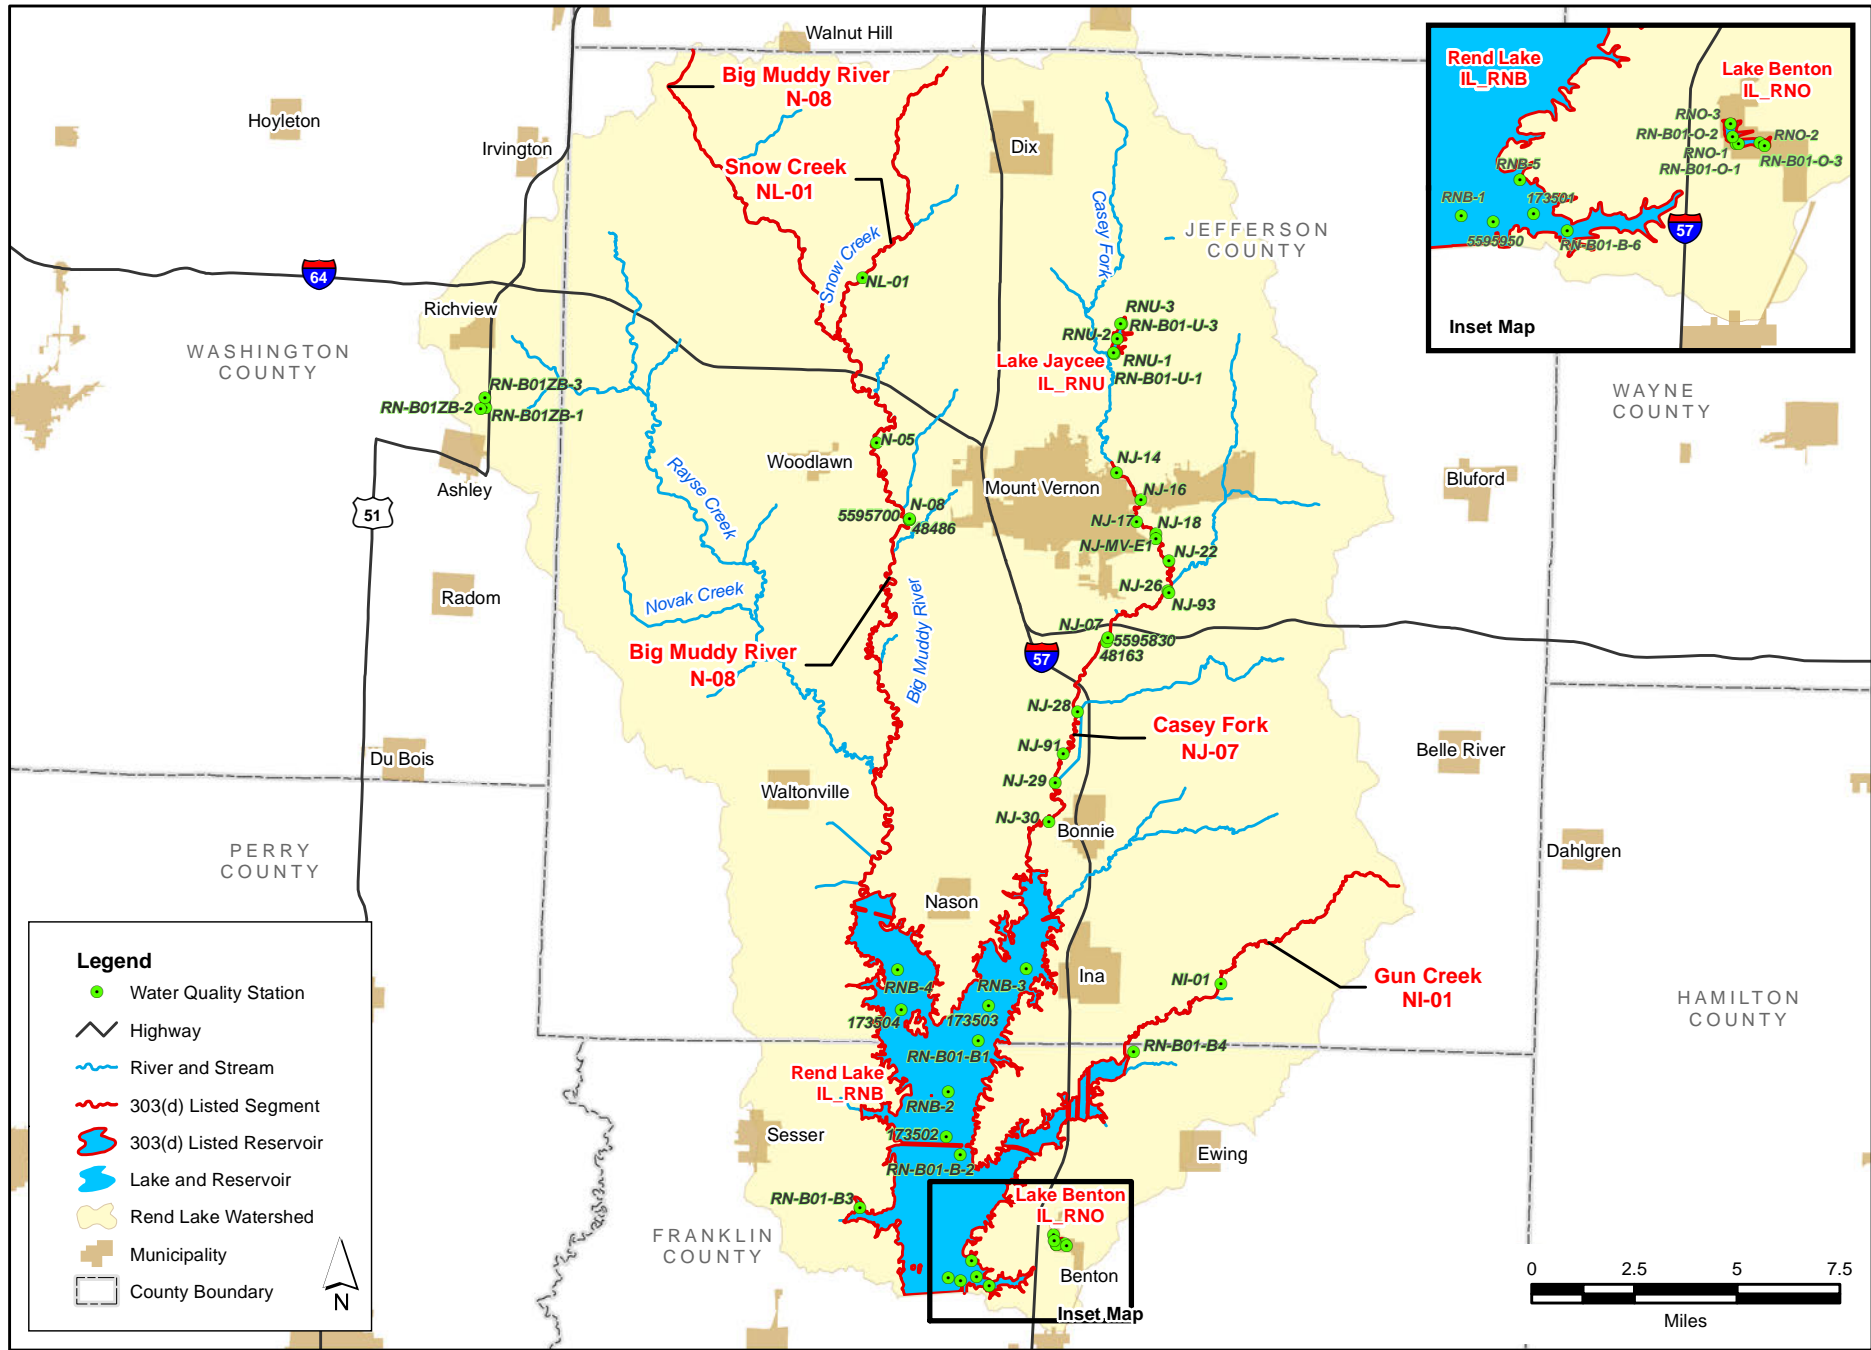 Walnut Hill
Big Muddy River
N-08
Hoyleton
Irvington
Dix
Snow Creek
NL-01
Casey Fork
JEFFERSON
COUNTY
Snow Creek
64
NL-01
Richview
WASHINGTON
COUNTY
RNU-3
RN-B01-U-3
RNU-2
Lake Jaycee
IL_RNU
RNU-1
RN-B01-U-1
RN-B01ZB-3
RN-B01ZB-2
RN-B01ZB-1
WAYNE
COUNTY
N-05
Woodlawn
Rayse Creek
Ashley
Mount Vernon
NJ-14
NJ-16
Bluford
51
N-08
5595700
48486
NJ-17
NJ-18
NJ-MV-E1
NJ-22
NJ-26
NJ-93
Radom
Novak Creek
Big Muddy River
NJ-07
5595830
48163
Big Muddy River
N-08
57
NJ-28
Casey Fork
NJ-07
NJ-91
Belle River
Du Bois
Waltonville
NJ-29
NJ-30
Bonnie
PERRY
COUNTY
Dahlgren
Nason
Ina
NI-01
Gun Creek
NI-01
HAMILTON
COUNTY
RNB-4
RNB-3
173504
173503
RN-B01-B1
RN-B01-B4
Rend Lake
IL_RNB
RNB-2
Sesser
173502
Ewing
RN-B01-B-2
RN-B01-B3
Lake Benton
IL_RNO
FRANKLIN
COUNTY
Benton
Inset Map
Rend Lake
IL_RNB
Lake Benton
IL_RNO
RNO-3
RN-B01-O-2
RNO-2
RNO-1
RN-B01-O-3
RN-B01-O-1
RNB-5
RNB-1
173501
5595950
RN-B01-B-6
57
Inset Map
Legend
Water Quality Station
Highway
River and Stream
303(d) Listed Segment
303(d) Listed Reservoir
Lake and Reservoir
Rend Lake Watershed
Municipality
County Boundary
N
0 2.5 5 7.5
Miles